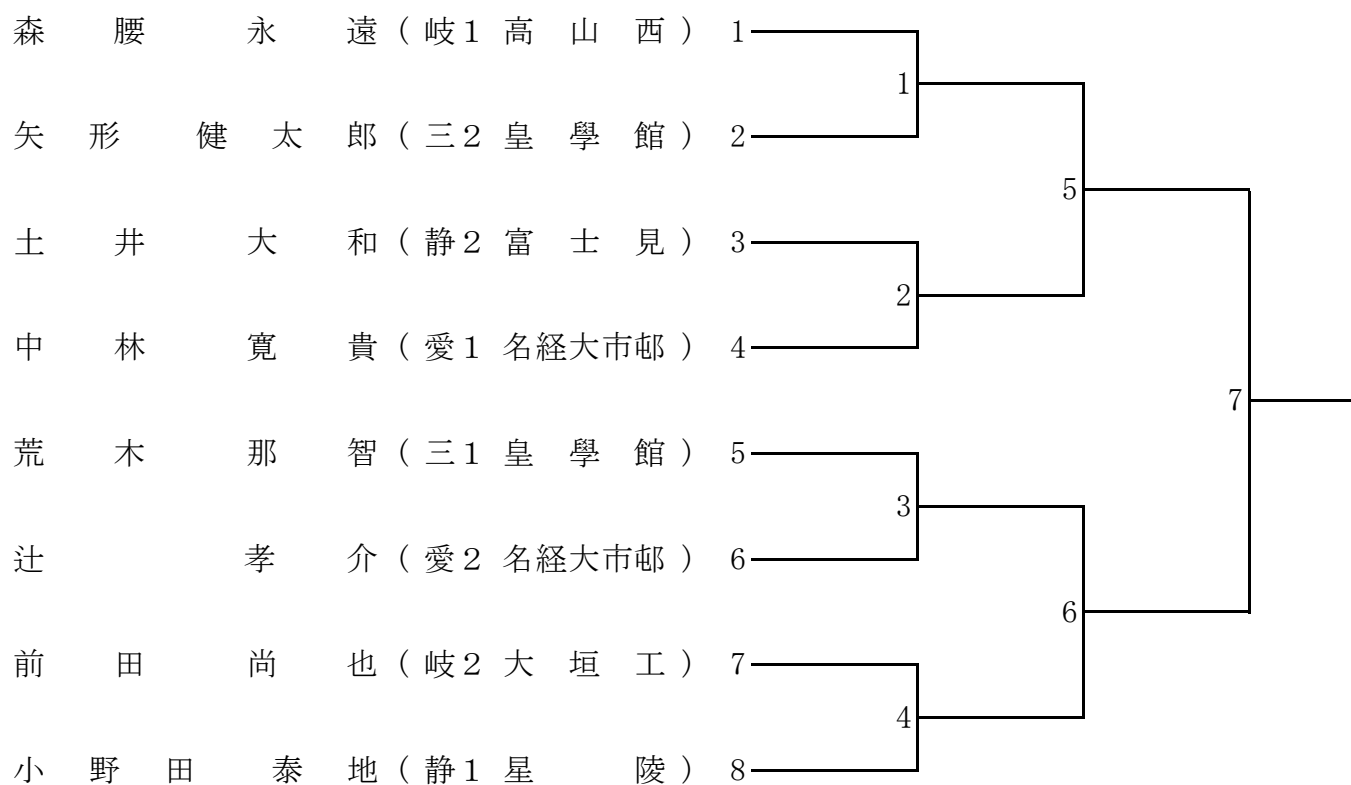 森腰 永遠 (岐1 高山西) 1
1
矢形 健太郎 (三2 皇學館) 2
5
土井 大和 (静2 富士見) 3
2
中林 寛貴 (愛1 名経大市邨) 4
7
荒木 那智 (三1 皇學館) 5
3
辻 孝介 (愛2 名経大市邨) 6
6
前田 尚也 (岐2 大垣工) 7
4
小野田 泰地 (静1 星陵) 8